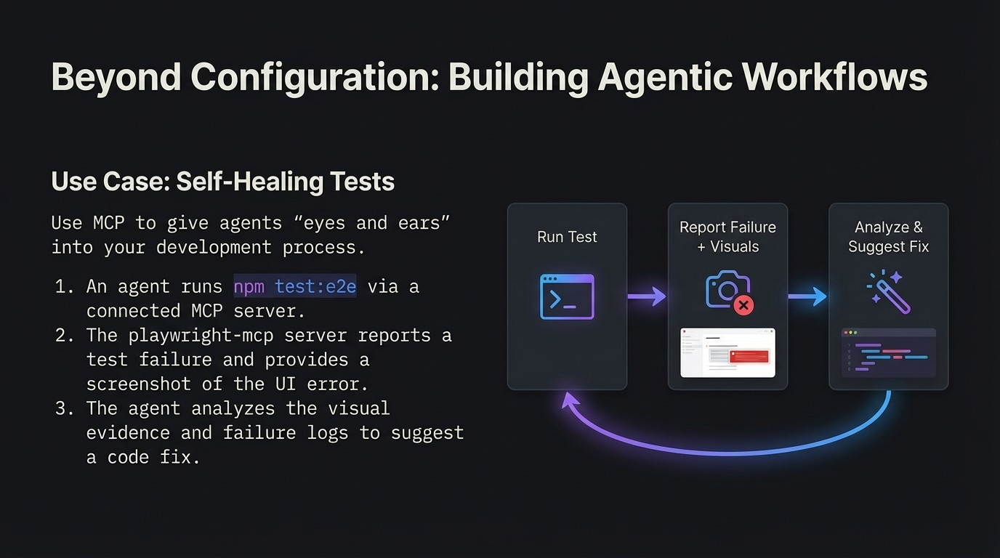 Beyond Configuration: Building Agentic Workflows
Use Case: Self-Healing Tests
Use MCP to give agents “eyes and ears”
into your development process.
1. An agent runs npm test:e2e via a
connected MCP server.
2. The playwright-mcp server reports a
test failure and provides a
screenshot of the UI error.
3. The agent analyzes the visual
evidence and failure logs to suggest
a code fix.
Run Test
Report Failure
+ Visuals
Analyze &
Suggest Fix